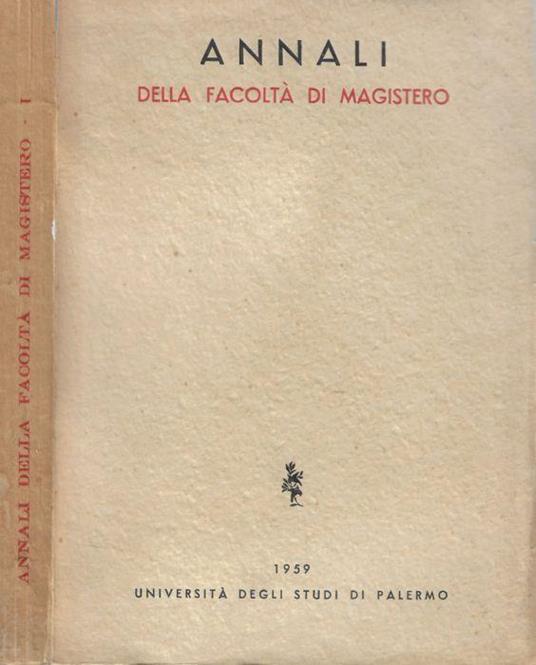 ANNALI DELLA FACOLTÀ DI MAGISTERO - I
ANNALI
DELLA FACOLTÀ DI MAGISTERO
1959
UNIVERSITÀ DEGLI STUDI DI PALERMO